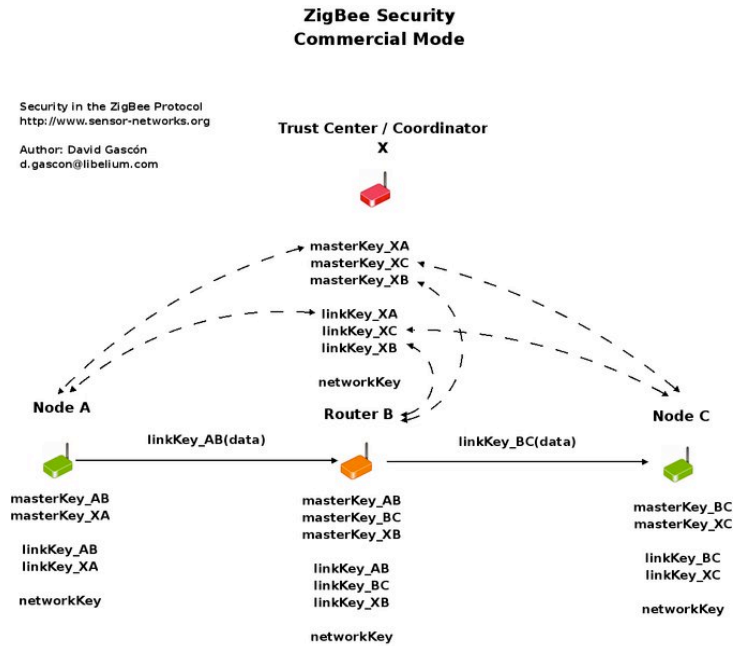 ZigBee Security
Commercial Mode
Security in the ZigBee Protocol
http://www.sensor-networks.org
Author: David Gascón
d.gascon@libelium.com
Trust Center / Coordinator
X
masterKey_XA
masterKey_XC
masterKey_XB
linkKey_XA
linkKey_XC
linkKey_XB
networkKey
Node A
Router B
Node C
linkKey_AB(data)
linkKey_BC(data)
masterKey_AB
masterKey_XA
linkKey_AB
linkKey_XA
networkKey
masterKey_AB
masterKey_BC
masterKey_XB
linkKey_AB
linkKey_BC
linkKey_XB
networkKey
masterKey_BC
masterKey_XC
linkKey_BC
linkKey_XC
networkKey